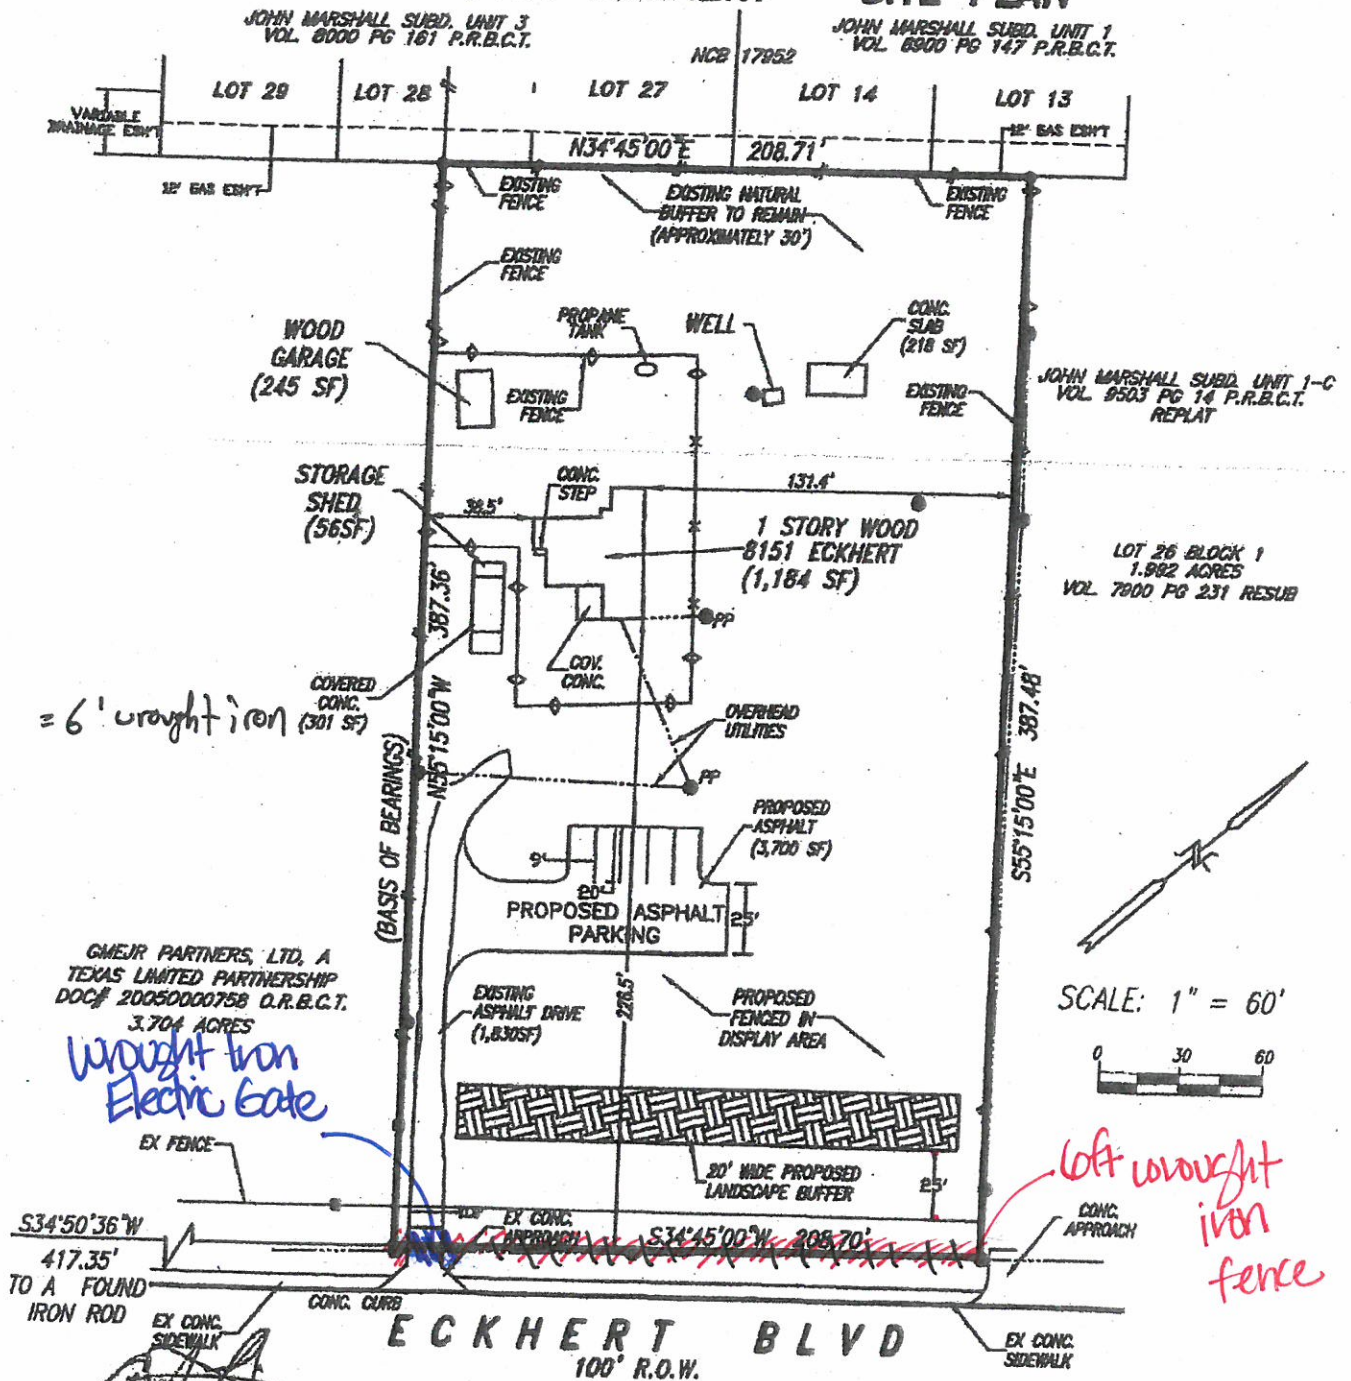 SITE PLAN
JOHN MARSHALL SUBD. UNIT 3
VOL. 8000 PG 161 P.R.B.C.T.
JOHN MARSHALL SUBD. UNIT 1
VOL. 8900 PG 147 P.R.B.C.T.
NCB 17952
LOT 29
LOT 28
LOT 27
LOT 14
LOT 13
VARIABLE
DRAINAGE ESM'T
12' GAS ESM'T
12' GAS ESM'T
N34°45'00"E 208.71'
EXISTING
FENCE
EXISTING NATURAL
BUFFER TO REMAIN
(APPROXIMATELY 30')
EXISTING
FENCE
EXISTING
FENCE
WOOD
GARAGE
(245 SF)
PROPANE
TANK
WELL
CONC.
SLAB
(218 SF)
EXISTING
FENCE
EXISTING
FENCE
JOHN MARSHALL SUBD. UNIT 1-C
VOL. 9503 PG 14 P.R.B.C.T.
REPLAT
STORAGE
SHED
(56SF)
CONC.
STEP
38.5'
131.4'
1 STORY WOOD
8151 ECKHERT
(1,184 SF)
LOT 26 BLOCK 1
1.992 ACRES
VOL. 7900 PG 231 RESUB
N55°15'00"W 387.36'
(BASIS OF BEARINGS)
PP
COV.
CONC.
COVERED
CONC.
(301 SF)
= 6' wrought iron
OVERHEAD
UTILITIES
PP
S55°15'00"E 387.48'
PROPOSED
ASPHALT
(3,700 SF)
9'
20'
PROPOSED ASPHALT
PARKING
25'
N
GMEJR PARTNERS, LTD, A
TEXAS LIMITED PARTNERSHIP
DOC# 20050000758 O.R.B.C.T.
3.704 ACRES
EXISTING
ASPHALT DRIVE
(1,830SF)
226.5'
PROPOSED
FENCED IN
DISPLAY AREA
SCALE: 1" = 60'
0 30 60
Wrought Iron
Electric Gate
EX FENCE
20' WIDE PROPOSED
LANDSCAPE BUFFER
25'
6ft wrought
iron
fence
CONC.
APPROACH
S34°50'36"W
417.35'
TO A FOUND
IRON ROD
EX CONC.
APPROACH
S34°45'00"W 208.70'
EX CONC.
SIDEWALK
CONC. CURB
ECKHERT BLVD
100' R.O.W.
EX CONC.
SIDEWALK